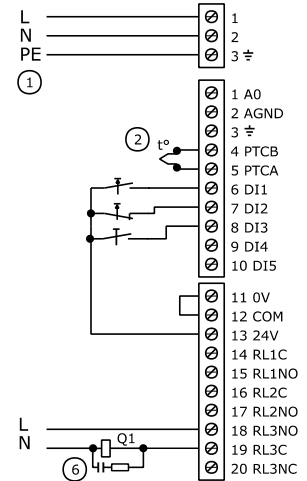 L 1
N 2
PE 3 ⏚
1
1 A0
2 AGND
2 3 ⏚
t° 4 PTCB
5 PTCA
6 DI1
7 DI2
8 DI3
9 DI4
10 DI5
11 0V
12 COM
13 24V
14 RL1C
15 RL1NO
16 RL2C
17 RL2NO
L 18 RL3NO
N Q1 19 RL3C
6 20 RL3NC